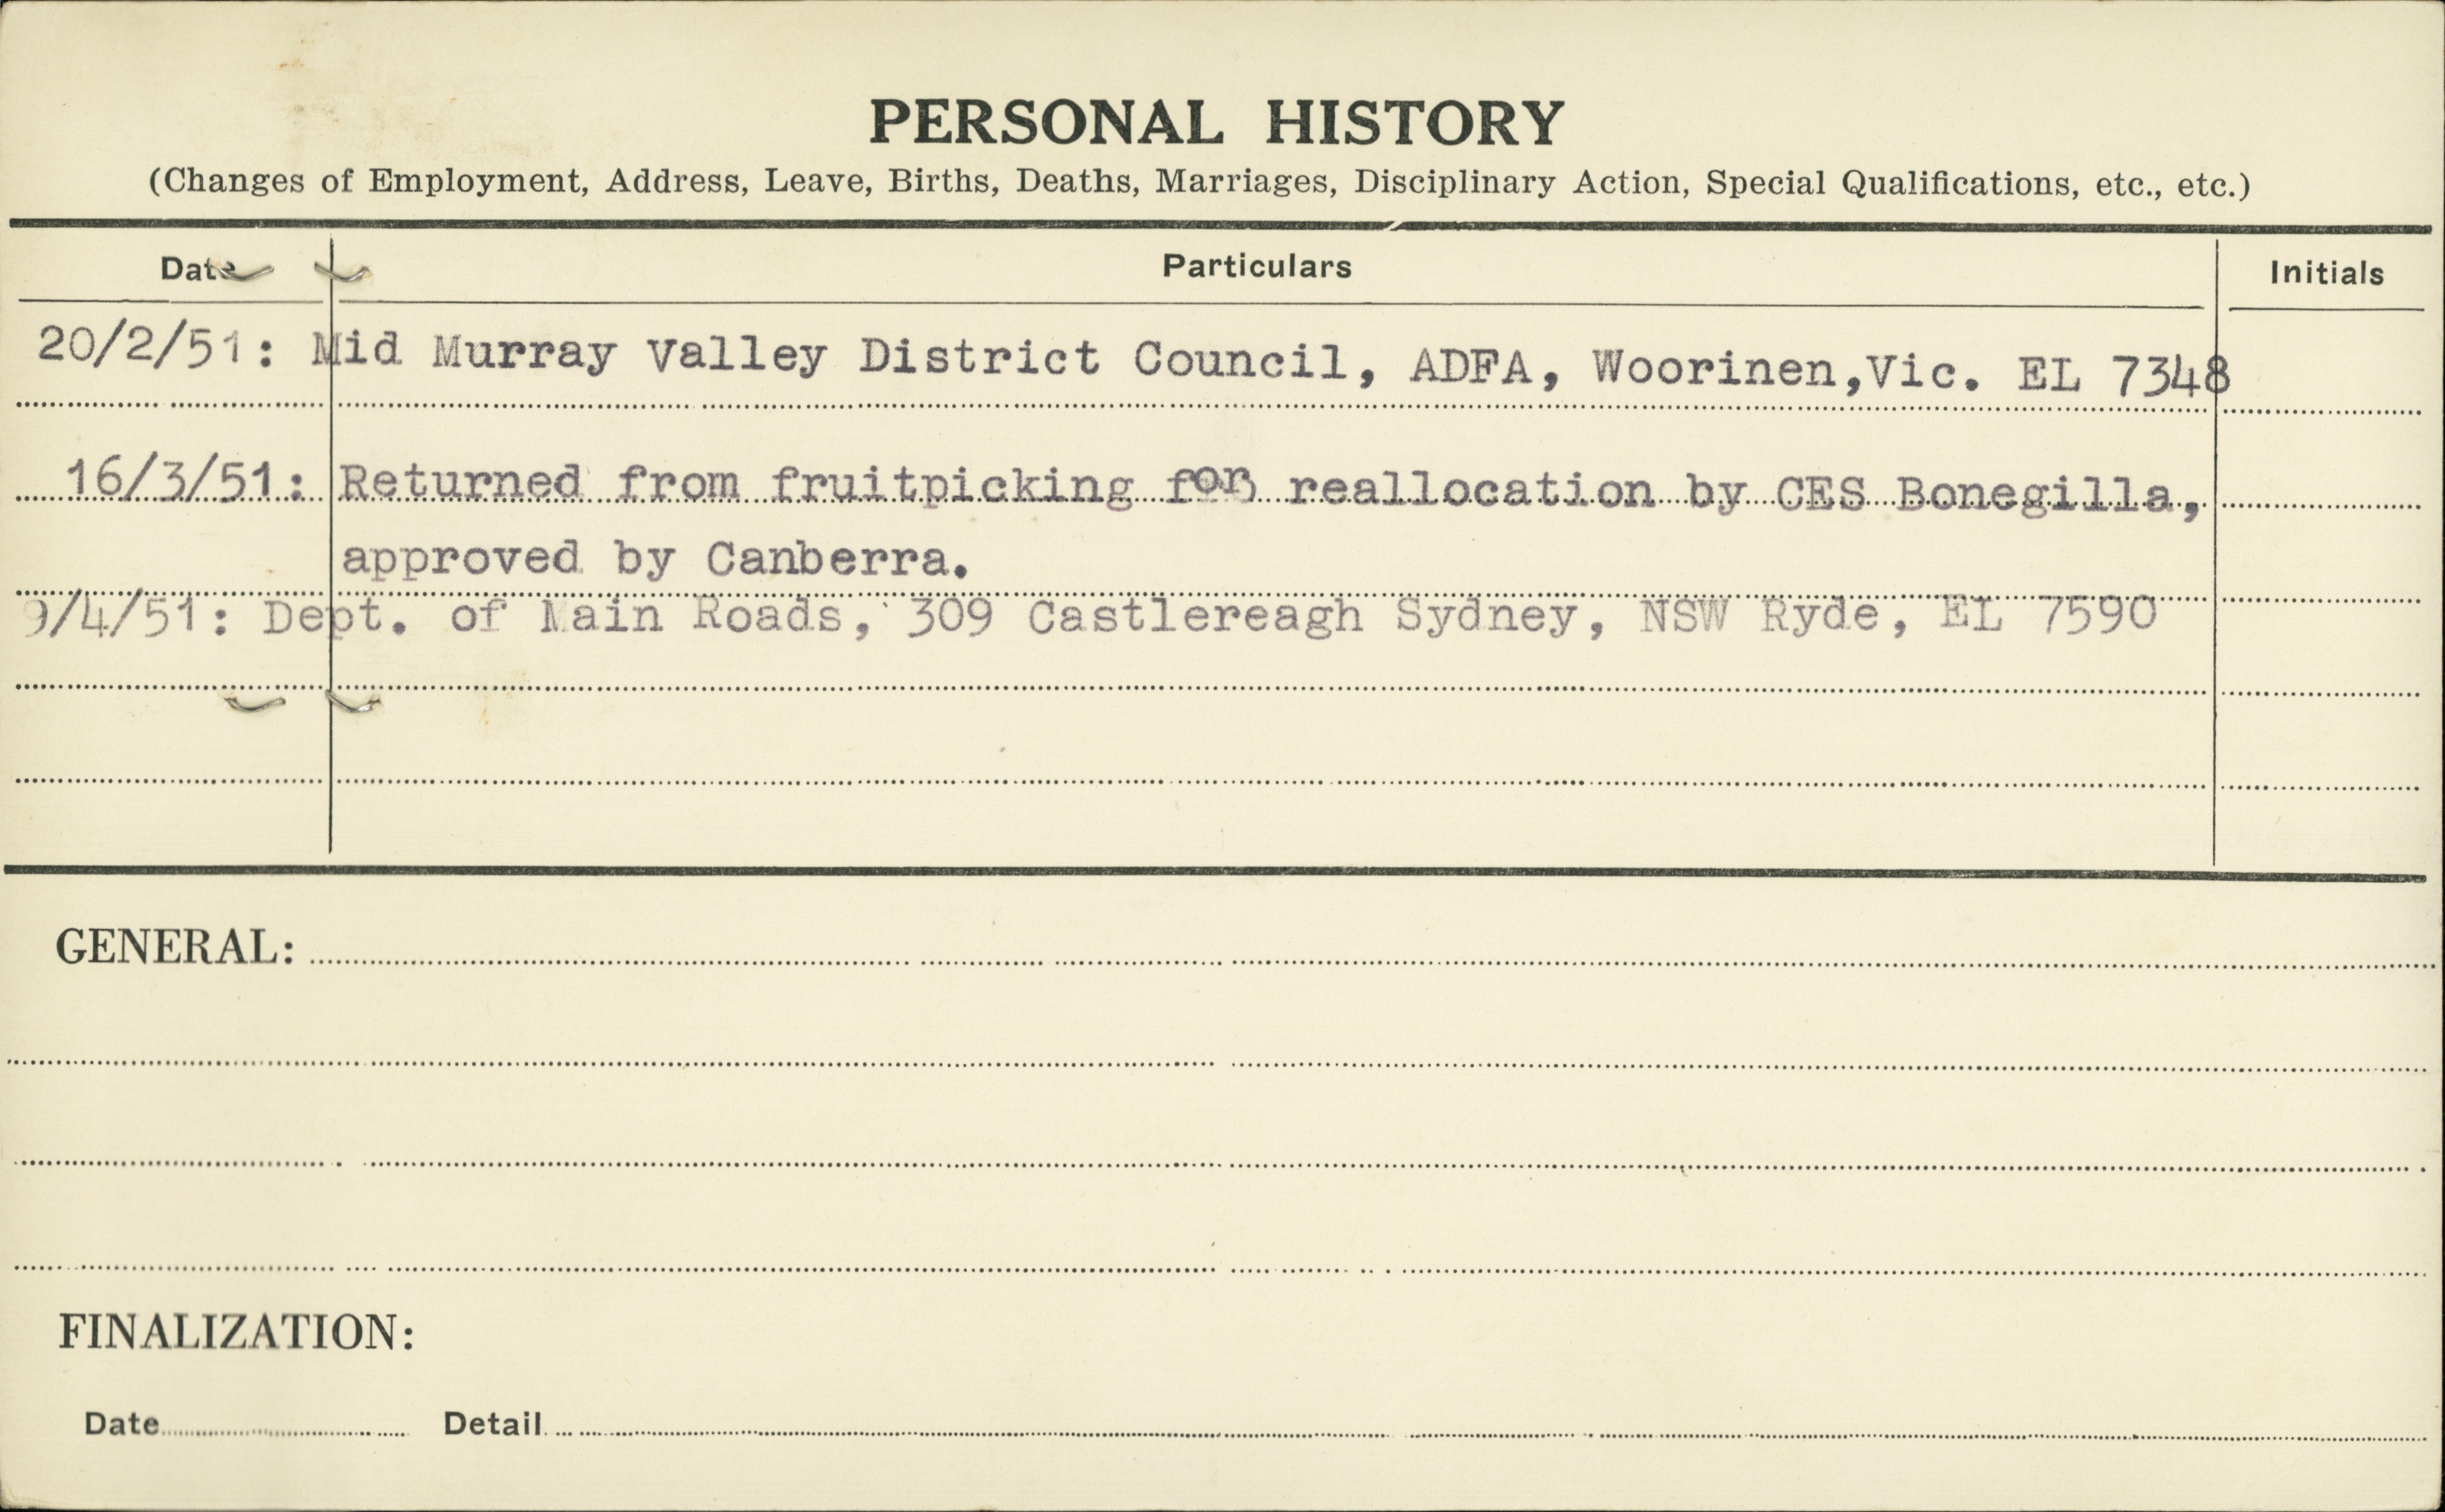 PERSONAL HISTORY
(Changes of Employment, Address, Leave, Births, Deaths, Marriages, Disciplinary Action, Special Qualifications, etc., etc.)
Date Particulars Initials
20/2/51: Mid Murray Valley District Council, ADFA, Woorinen,Vic. EL 7348
16/3/51: Returned from fruitpicking for reallocation by CES Bonegilla,
approved by Canberra.
9/4/51: Dept. of Main Roads, 309 Castlereagh Sydney, NSW Ryde, EL 7590
GENERAL:
FINALIZATION:
Date Detail